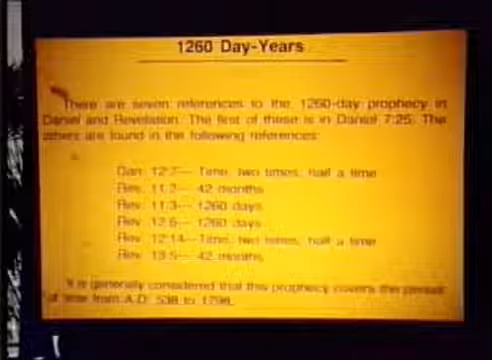 1260 Day-Years
There are seven references to the 1260-day prophecy in
Daniel and Revelation. The first of these is in Daniel 7:25. The
others are found in the following references:
Dan. 12:7— Time, two times, half a time
Rev. 11:2— 42 months
Rev. 11:3— 1260 days
Rev. 12:6— 1260 days
Rev. 12:14—Time, two times, half a time
Rev. 13:5— 42 months
It is generally considered that this prophecy covers the period
of time from A.D. 538 to 1798.